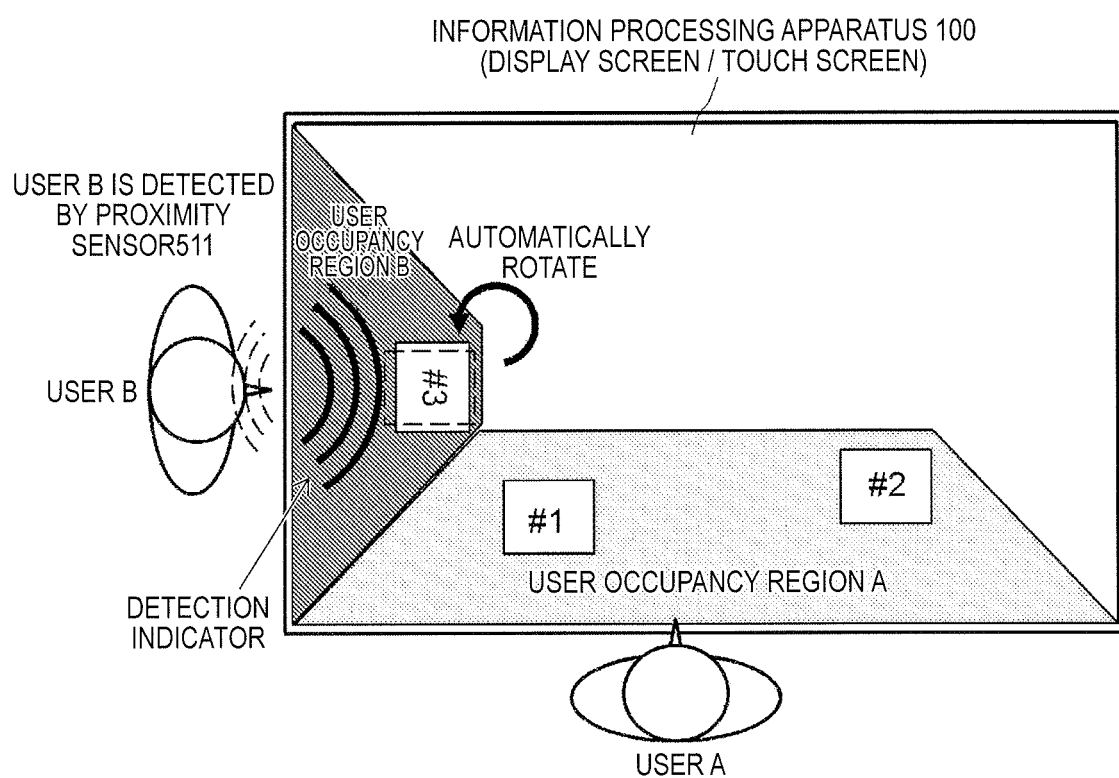 INFORMATION PROCESSING APPARATUS 100
(DISPLAY SCREEN / TOUCH SCREEN)
USER B IS DETECTED
BY PROXIMITY
SENSOR511
USER
OCCUPANCY
REGION B
AUTOMATICALLY
ROTATE
USER B
#3
#1
#2
USER OCCUPANCY REGION A
DETECTION
INDICATOR
USER A